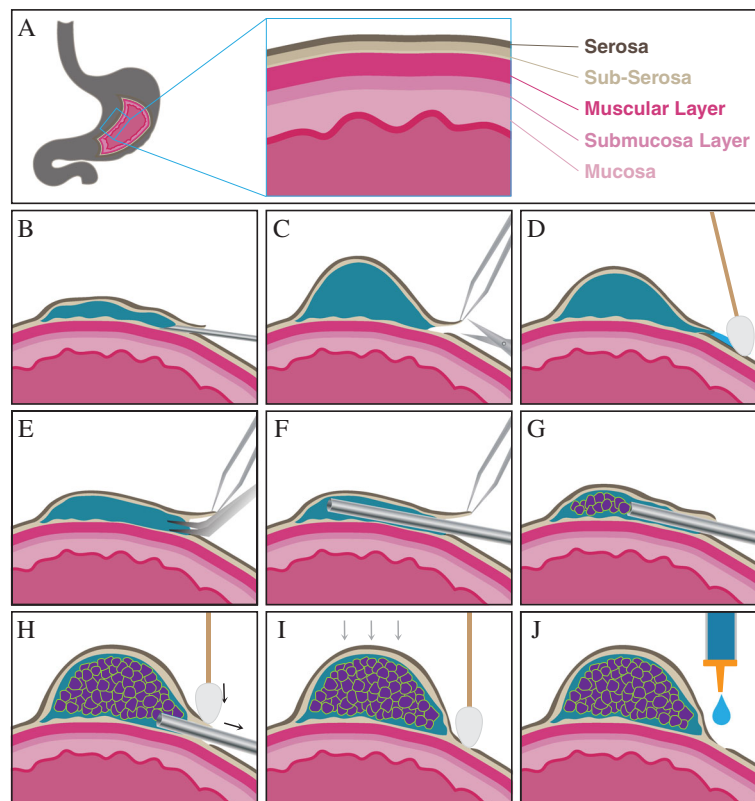 A
Serosa
Sub-Serosa
Muscular Layer
Submucosa Layer
Mucosa
B
C
D
E
F
G
H
I
J